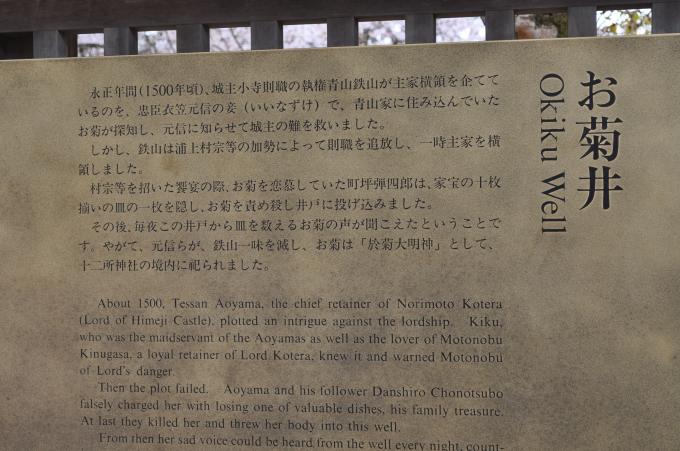 お菊井
Okiku Well
永正年間(1500年頃)、城主小寺則職の執権青山鉄山が主家横領を企てて
いるのを、忠臣衣笠元信の妾（いいなずけ）で、青山家に住み込んでいた
お菊が探知し、元信に知らせて城主の難を救いました。
しかし、鉄山は浦上村宗等の加勢によって則職を追放し、一時主家を横
領しました。
村宗等を招いた饗宴の際、お菊を恋慕していた町坪弾四郎は、家宝の十枚
揃いの皿の一枚を隠し、お菊を責め殺し井戸に投げ込みました。
その後、毎夜この井戸から皿を数えるお菊の声が聞こえたということで
す。やがて、元信らが、鉄山一味を滅し、お菊は「於菊大明神」として、
十二所神社の境内に祀られました。
About 1500, Tessan Aoyama, the chief retainer of Norimoto Kotera
(Lord of Himeji Castle), plotted an intrigue against the lordship. Kiku,
who was the maidservant of the Aoyamas as well as the lover of Motonobu
Kinugasa, a loyal retainer of Lord Kotera, knew it and warned Motonobu
of Lord's danger.
Then the plot failed. Aoyama and his follower Danshiro Chonotsubo
falsely charged her with losing one of valuable dishes, his family treasure.
At last they killed her and threw her body into this well.
From then her sad voice could be heard from the well every night, count-